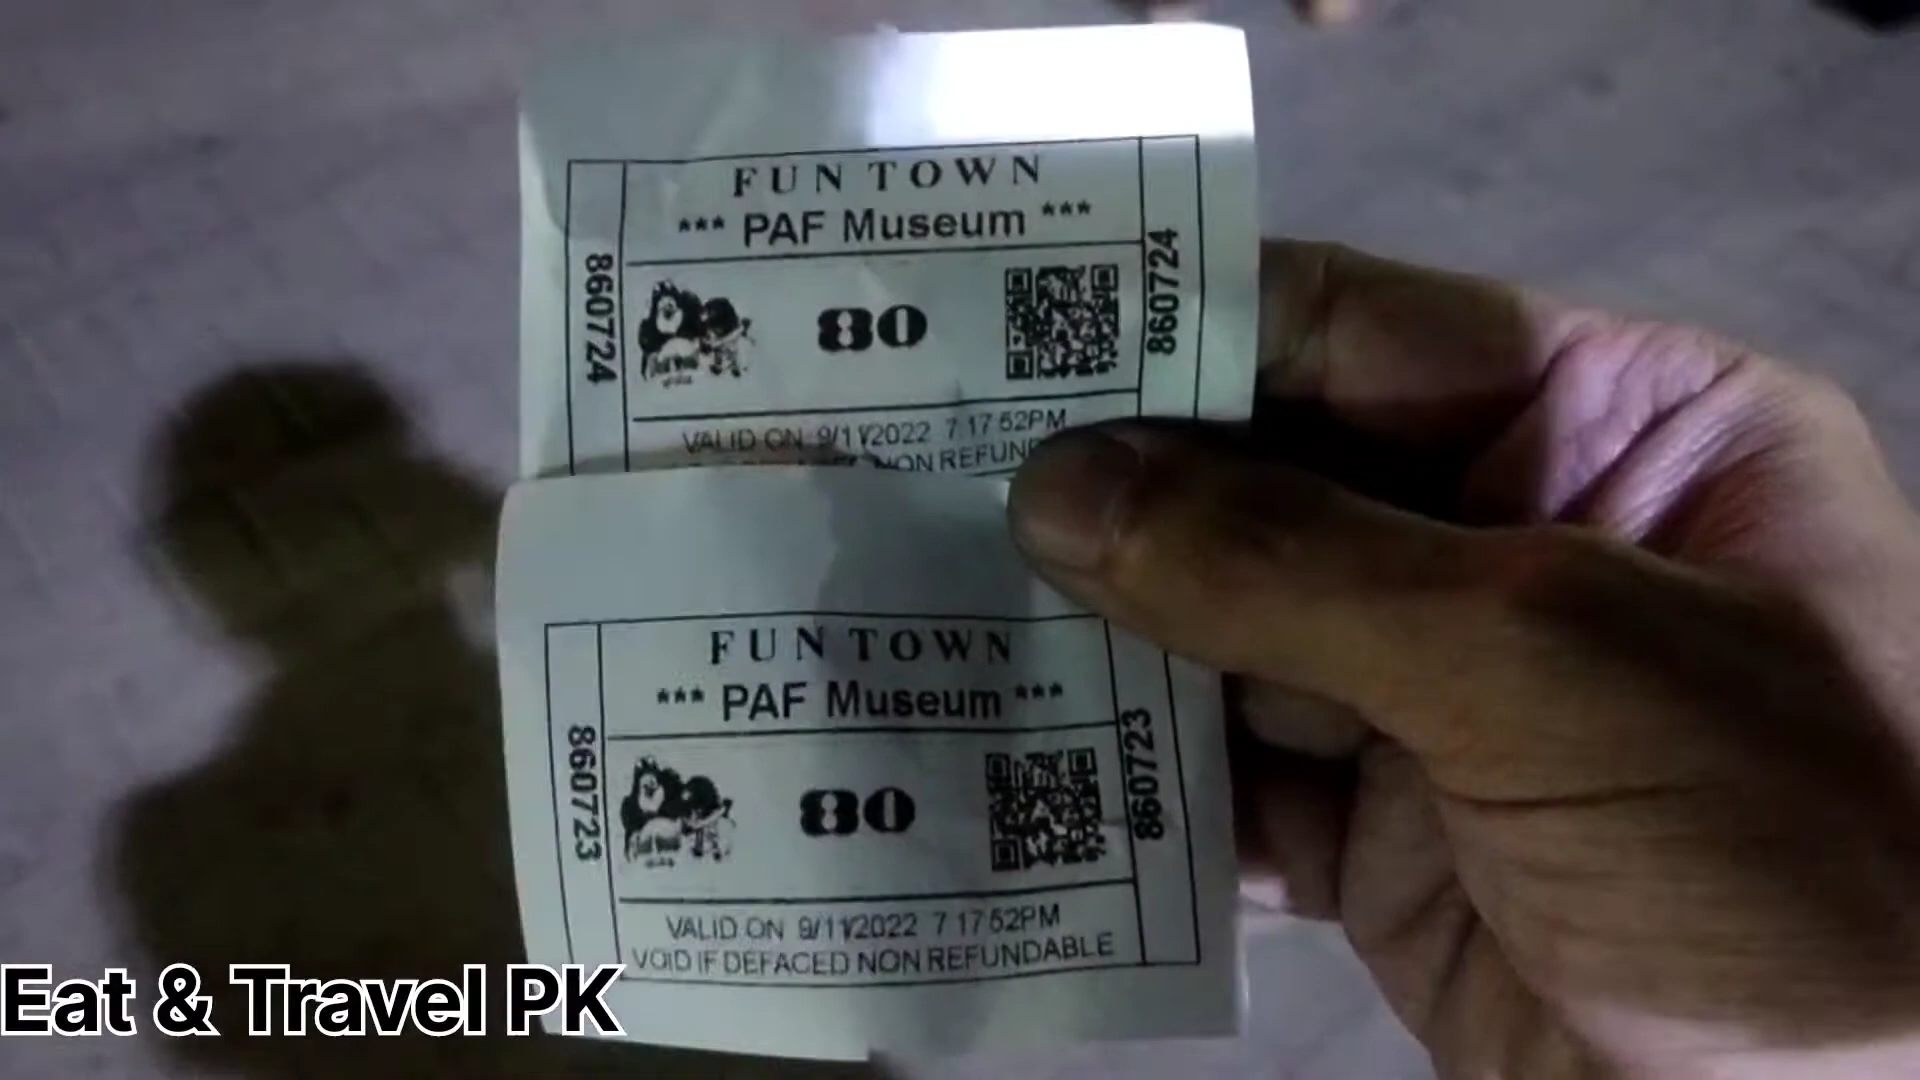 FUN TOWN
*** PAF Museum ***
860724
80
860724
VALID ON 9/11/2022 7 17 52PM
NON REFUND
FUN TOWN
*** PAF Museum ***
860723
80
860723
VALID ON 9/11/2022 7 17 52PM
VOID IF DEFACED NON REFUNDABLE
Eat & Travel PK